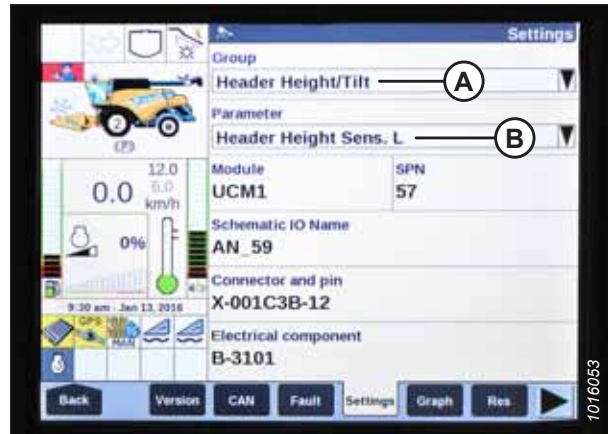 Settings
Group
Header Height/Tilt
A
Parameter
Header Height Sens. L
B
Module
UCM1
SPN
57
Schematic IO Name
AN_59
Connector and pin
X-001C3B-12
Electrical component
B-3101
2
(P)
0.0
12.0
6.0
km/h
0%
9:30 am - Jan 13, 2016
GPS
MAN
Back
Version
CAN
Fault
Settings
Graph
Res
1016053